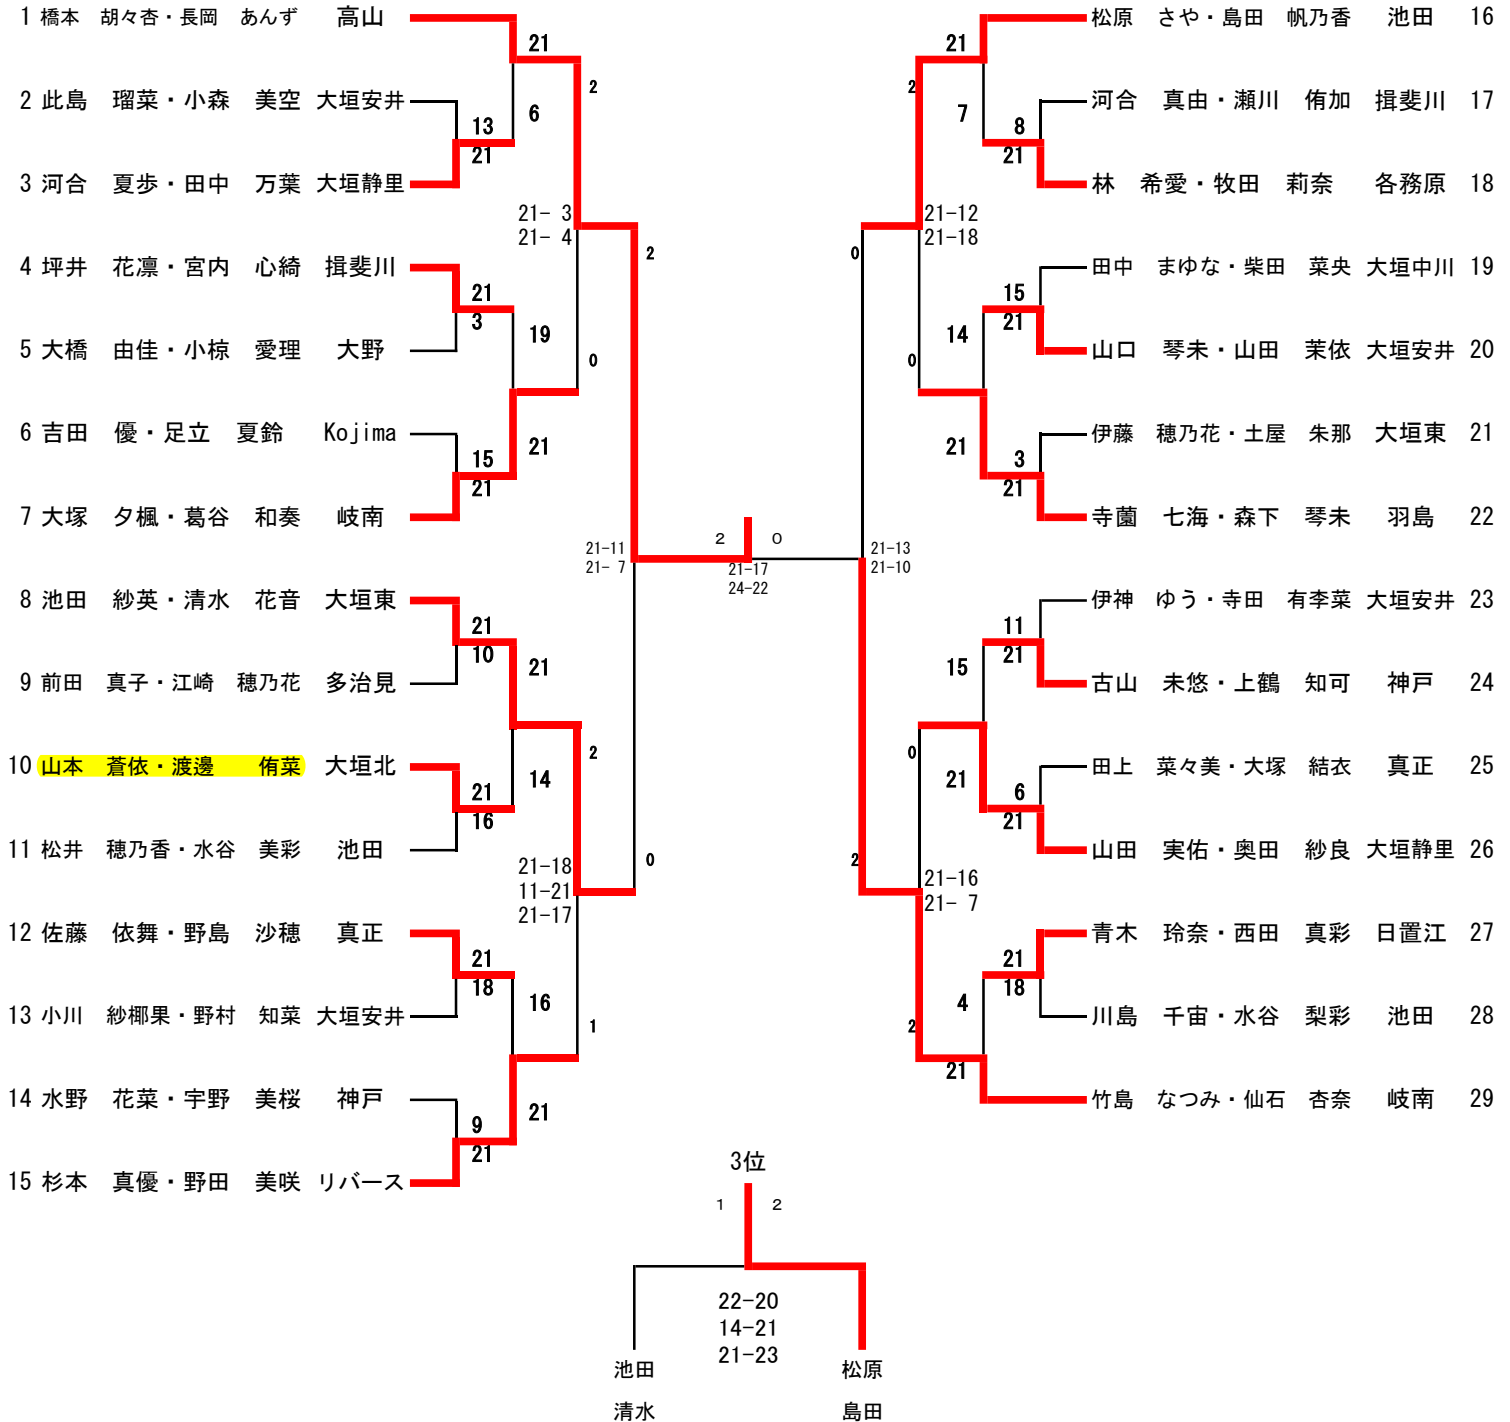 1 橋本　胡々杏・長岡　あんず　高山
21
2 此島　瑠菜・小森　美空 大垣安井
13
6
2
21
3 河合　夏歩・田中　万葉 大垣静里
21- 3
21- 4
4 坪井　花凛・宮内　心綺 揖斐川
21
3
19
2
0
5 大橋　由佳・小椋　愛理　大野
6 吉田　優・足立　夏鈴　Kojima
15
21
21
7 大塚　夕楓・葛谷　和奏　岐南
21-11
21- 7
8 池田　紗英・清水　花音 大垣東
21
10
21
9 前田　真子・江崎　穂乃花 多治見
2
10 山本　蒼依・渡邊　侑菜 大垣北
21
16
14
11 松井　穂乃香・水谷　美彩　池田
21-18
11-21
21-17
0
12 佐藤　依舞・野島　沙穂　真正
21
18
16
13 小川　紗椰果・野村　知菜 大垣安井
1
14 水野　花菜・宇野　美桜　神戸
9
21
21
15 杉本　真優・野田　美咲 リバース
2　0
21-17
24-22
松原　さや・島田　帆乃香　池田 16
21
2
河合　真由・瀬川　侑加 揖斐川 17
7
8
21
林　希愛・牧田　莉奈　各務原 18
21-12
21-18
0
田中　まゆな・柴田　菜央 大垣中川 19
15
21
14
0
山口　琴未・山田　茉依 大垣安井 20
伊藤　穂乃花・土屋　朱那 大垣東 21
21
3
21
寺薗　七海・森下　琴未　羽島 22
21-13
21-10
伊神　ゆう・寺田　有李菜 大垣安井 23
11
21
15
古山　未悠・上鶴　知可　神戸 24
0
田上　菜々美・大塚　結衣　真正 25
21
6
21
山田　実佑・奥田　紗良 大垣静里 26
2
21-16
21- 7
青木　玲奈・西田　真彩 日置江 27
21
18
4
2
川島　千宙・水谷　梨彩　池田 28
21
竹島　なつみ・仙石　杏奈　岐南 29
3位
1　2
22-20
14-21
21-23
池田　松原
清水　島田